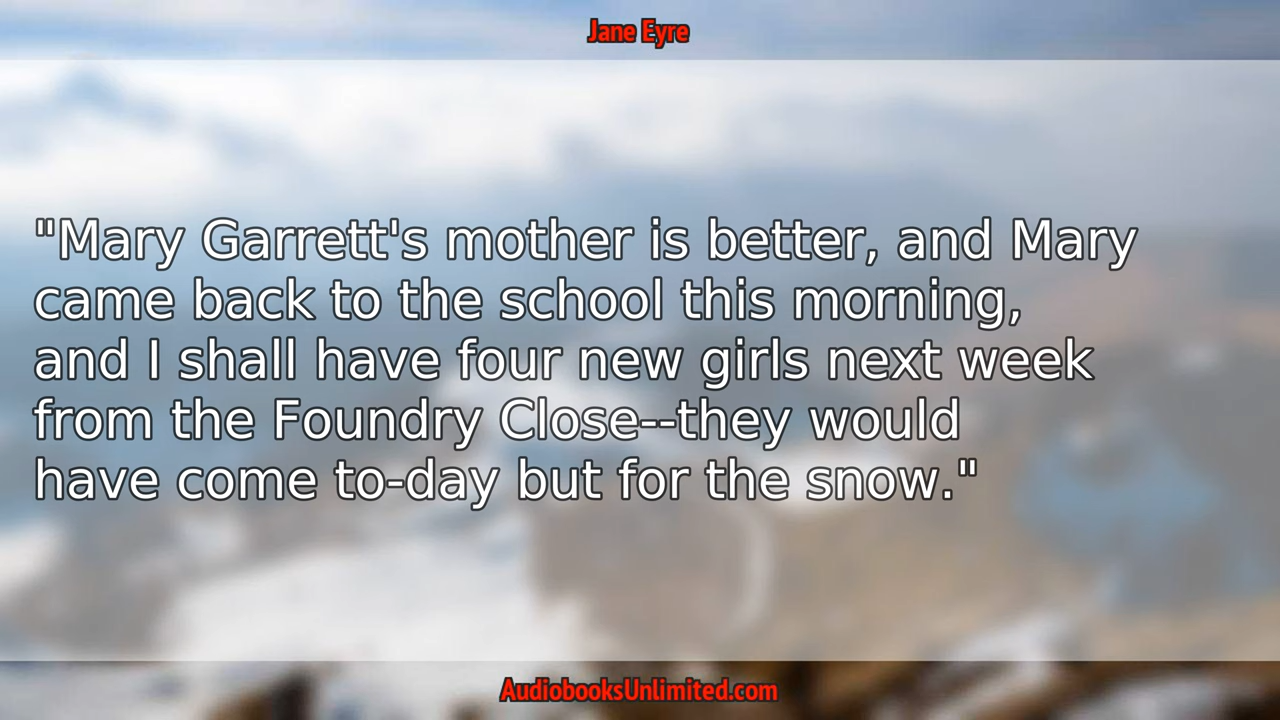 Jane Eyre
"Mary Garrett's mother is better, and Mary
came back to the school this morning,
and I shall have four new girls next week
from the Foundry Close--they would
have come to-day but for the snow."
AudiobooksUnlimited.com